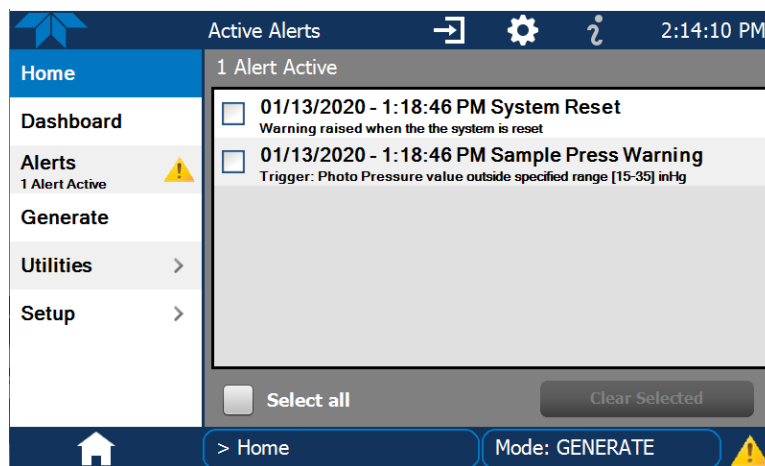 Active Alerts
2:14:10 PM
Home
1 Alert Active
Dashboard
Alerts
1 Alert Active
Generate
Utilities
Setup
01/13/2020 - 1:18:46 PM System Reset
Warning raised when the the system is reset
01/13/2020 - 1:18:46 PM Sample Press Warning
Trigger: Photo Pressure value outside specified range [15-35] inHg
Select all
Clear Selected
> Home
Mode: GENERATE